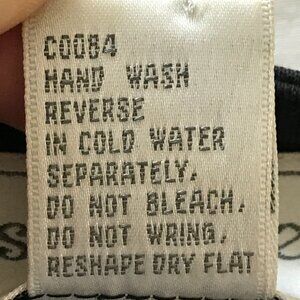 C0084
HAND WASH
REVERSE
IN COLD WATER
SEPARATELY,
DO NOT BLEACH,
DO NOT WRING,
RESHAPE DRY FLAT